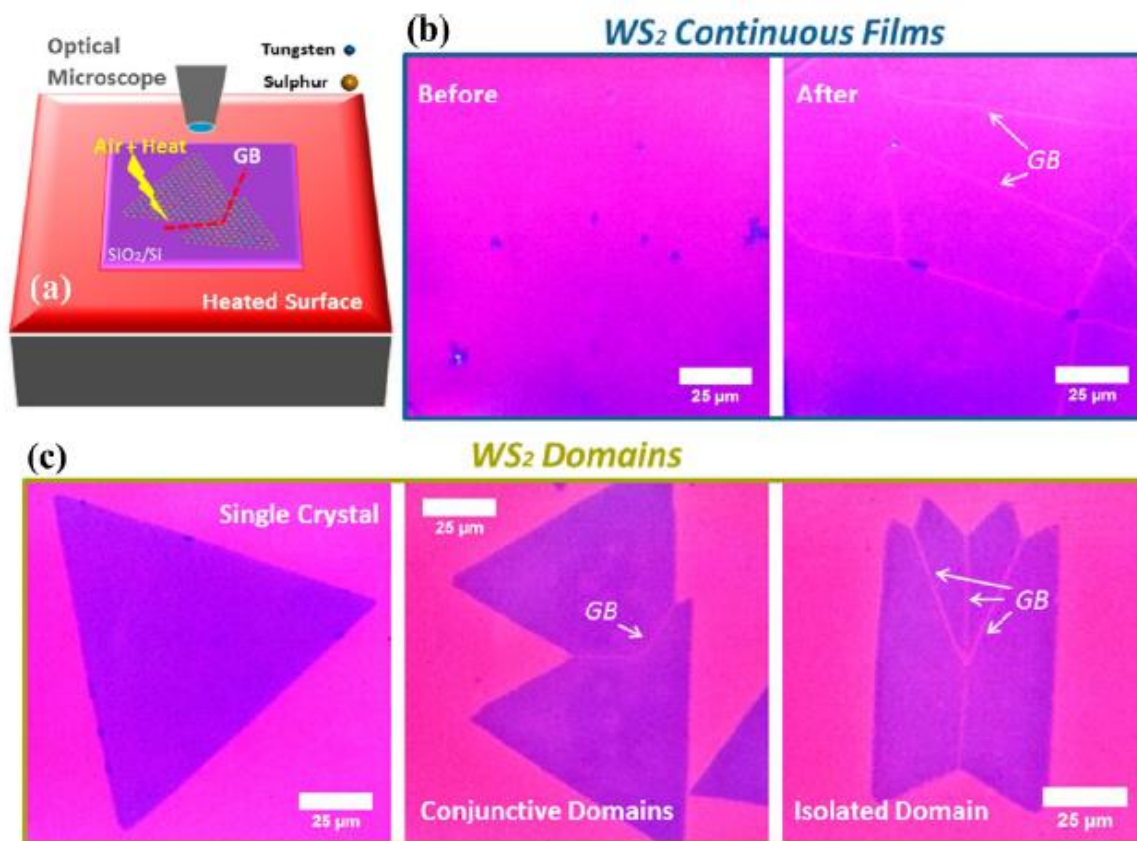 Optical
Microscope
Tungsten
Sulphur
Air + Heat
GB
SiO₂/Si
(a)
Heated Surface
(b)
WS₂ Continuous Films
Before
25 µm
After
GB
25 µm
(c)
WS₂ Domains
Single Crystal
25 µm
25 µm
GB
Conjunctive Domains
GB
Isolated Domain
25 µm